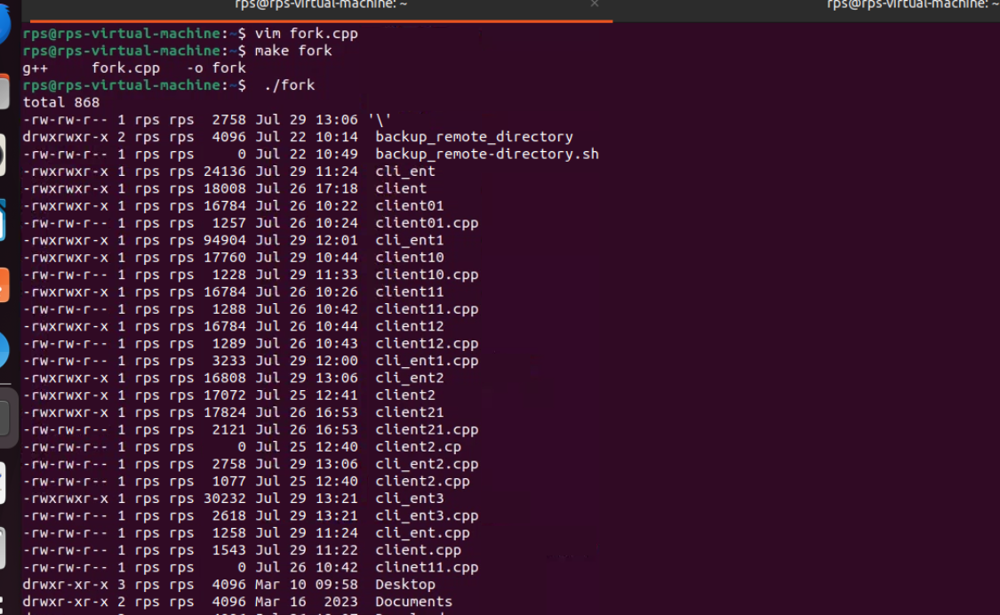 rps@rps-virtual-machine: ~ × rps@rps-virtual-machine: ~
rps@rps-virtual-machine:~$ vim fork.cpp
rps@rps-virtual-machine:~$ make fork
g++     fork.cpp   -o fork
rps@rps-virtual-machine:~$  ./fork
total 868
-rw-rw-r-- 1 rps rps  2758 Jul 29 13:06 '\'
drwxrwxr-x 2 rps rps  4096 Jul 22 10:14  backup_remote_directory
-rw-rw-r-- 1 rps rps     0 Jul 22 10:49  backup_remote-directory.sh
-rwxrwxr-x 1 rps rps 24136 Jul 29 11:24  cli_ent
-rwxrwxr-x 1 rps rps 18008 Jul 26 17:18  client
-rwxrwxr-x 1 rps rps 16784 Jul 26 10:22  client01
-rw-rw-r-- 1 rps rps  1257 Jul 26 10:24  client01.cpp
-rwxrwxr-x 1 rps rps 94904 Jul 29 12:01  cli_ent1
-rwxrwxr-x 1 rps rps 17760 Jul 29 10:44  client10
-rw-rw-r-- 1 rps rps  1228 Jul 29 11:33  client10.cpp
-rwxrwxr-x 1 rps rps 16784 Jul 26 10:26  client11
-rw-rw-r-- 1 rps rps  1288 Jul 26 10:42  client11.cpp
-rwxrwxr-x 1 rps rps 16784 Jul 26 10:44  client12
-rw-rw-r-- 1 rps rps  1289 Jul 26 10:43  client12.cpp
-rw-rw-r-- 1 rps rps  3233 Jul 29 12:00  cli_ent1.cpp
-rwxrwxr-x 1 rps rps 16808 Jul 29 13:06  cli_ent2
-rwxrwxr-x 1 rps rps 17072 Jul 25 12:41  client2
-rwxrwxr-x 1 rps rps 17824 Jul 26 16:53  client21
-rw-rw-r-- 1 rps rps  2121 Jul 26 16:53  client21.cpp
-rw-rw-r-- 1 rps rps     0 Jul 25 12:40  client2.cp
-rw-rw-r-- 1 rps rps  2758 Jul 29 13:06  cli_ent2.cpp
-rw-rw-r-- 1 rps rps  1077 Jul 25 12:40  client2.cpp
-rwxrwxr-x 1 rps rps 30232 Jul 29 13:21  cli_ent3
-rw-rw-r-- 1 rps rps  2618 Jul 29 13:21  cli_ent3.cpp
-rw-rw-r-- 1 rps rps  1258 Jul 29 11:24  cli_ent.cpp
-rw-rw-r-- 1 rps rps  1543 Jul 29 11:22  client.cpp
-rw-rw-r-- 1 rps rps     0 Jul 26 10:42  clinet11.cpp
drwxr-xr-x 3 rps rps  4096 Mar 10 09:58  Desktop
drwxr-xr-x 2 rps rps  4096 Mar 16  2023  Documents